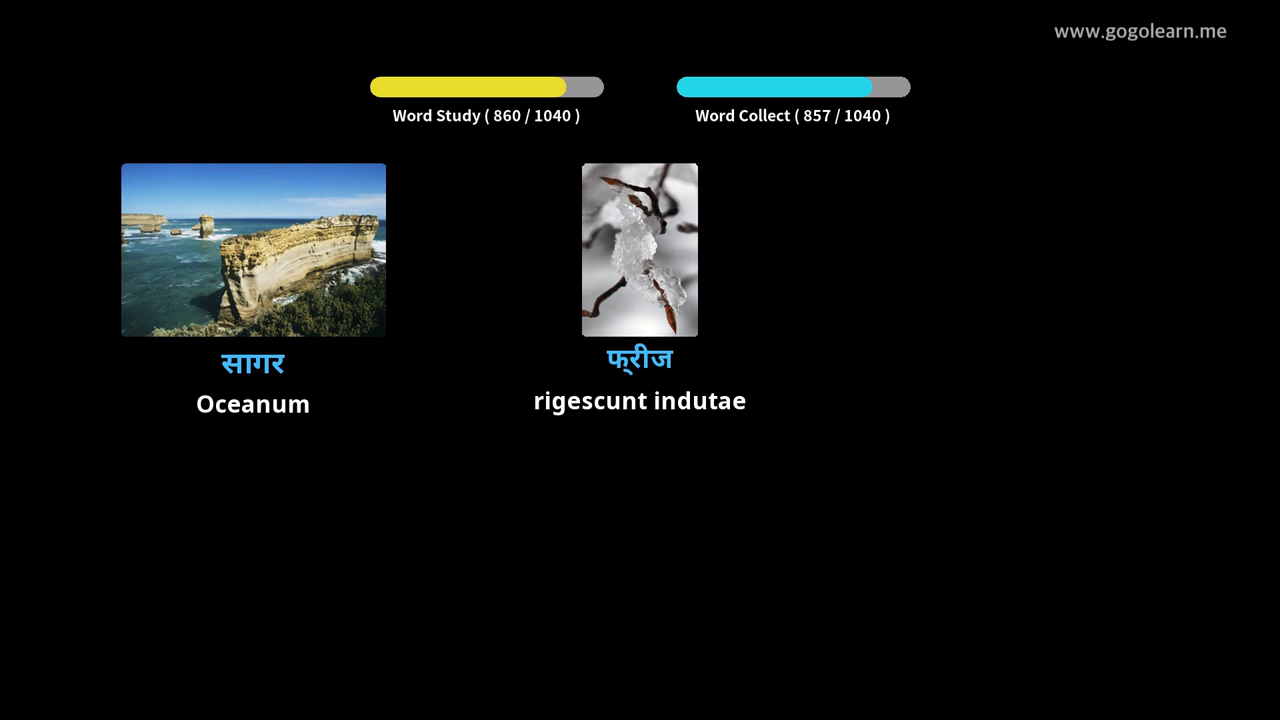 www.gogolearn.me
Word Study ( 860 / 1040 )
Word Collect ( 857 / 1040 )
सागर
Oceanum
फ्रीज
rigescunt indutae